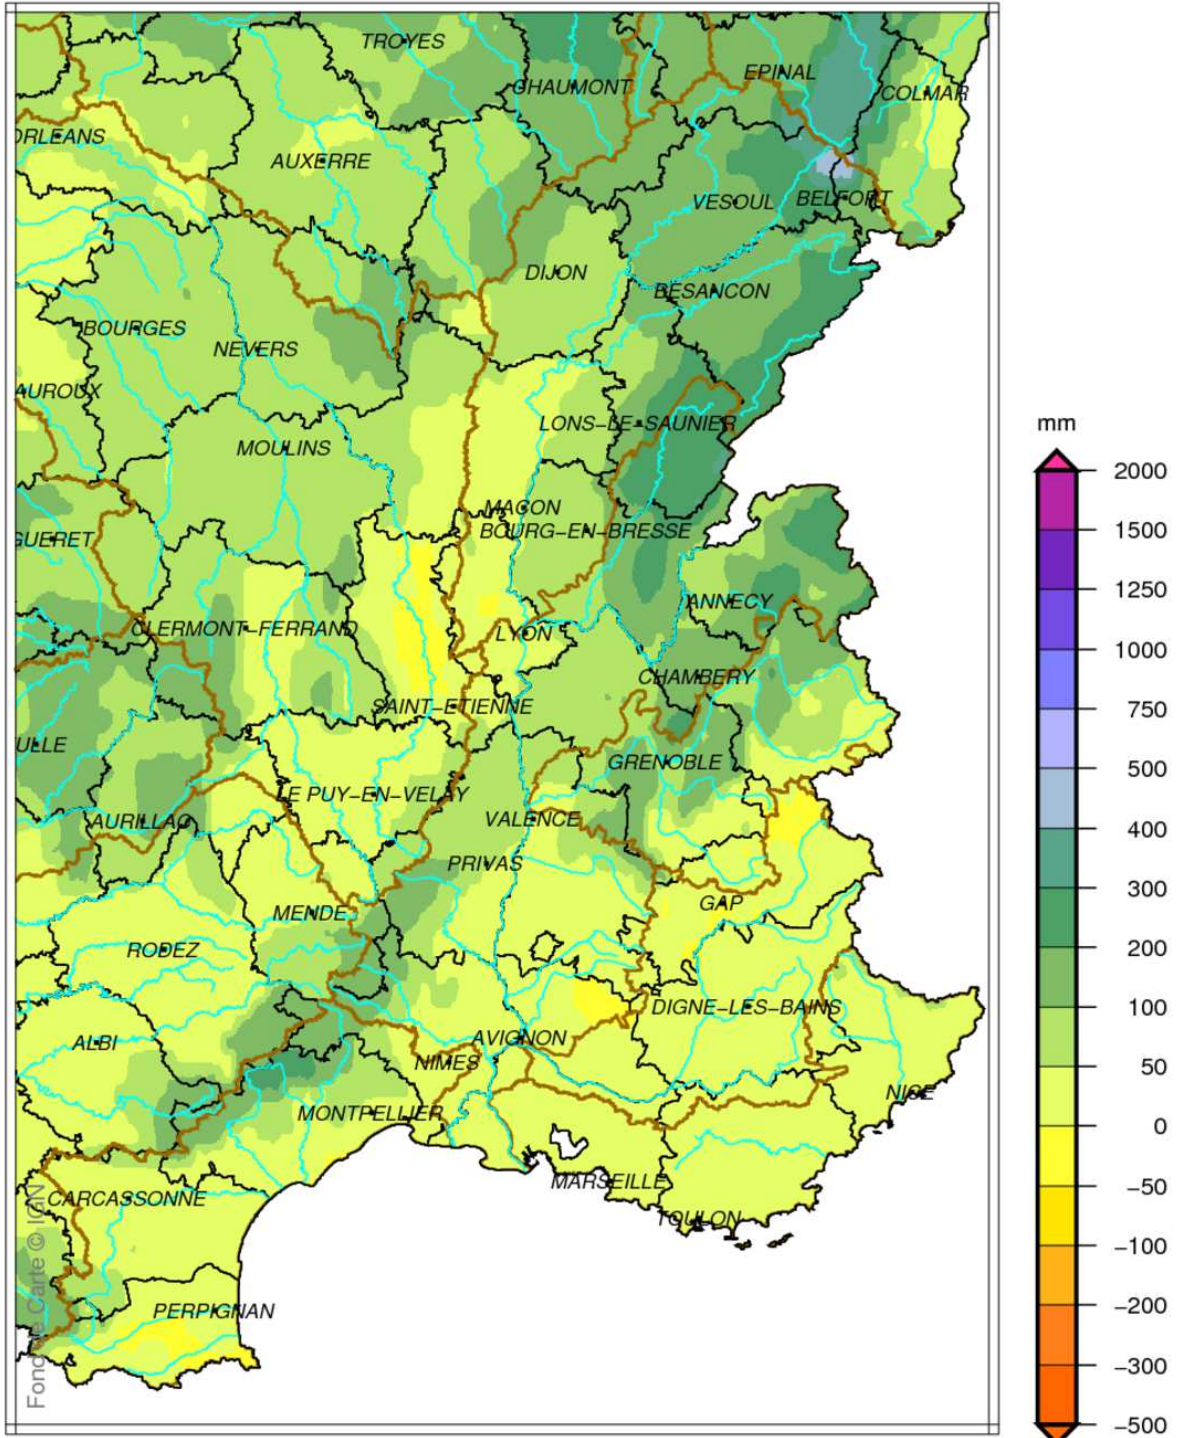 TROYES
CHAUMONT
EPINAL
COLMAR
ORLEANS
AUXERRE
VESOUL
BELFORT
DIJON
BESANCON
BOURGES
NEVERS
AUROUX
LONS-LE-SAUNIER
mm
MOULINS
2000
MACON
1500
BOURG-EN-BRESSE
GUERET
1250
ANNECY
CLERMONT-FERRAND
LYON
1000
CHAMBERY
SAINT-ETIENNE
750
ULLE
GRENOBLE
500
LE PUY-EN-VELAY
AURILLAC
VALENCE
400
PRIVAS
300
GAP
MENDE
RODEZ
200
DIGNE-LES-BAINS
100
ALBI
AVIGNON
NIMES
50
NICE
MONTPELLIER
0
MARSEILLE
-50
CARCASSONNE
TOULON
-100
-200
PERPIGNAN
-300
-500
Fond de Carte © IGN